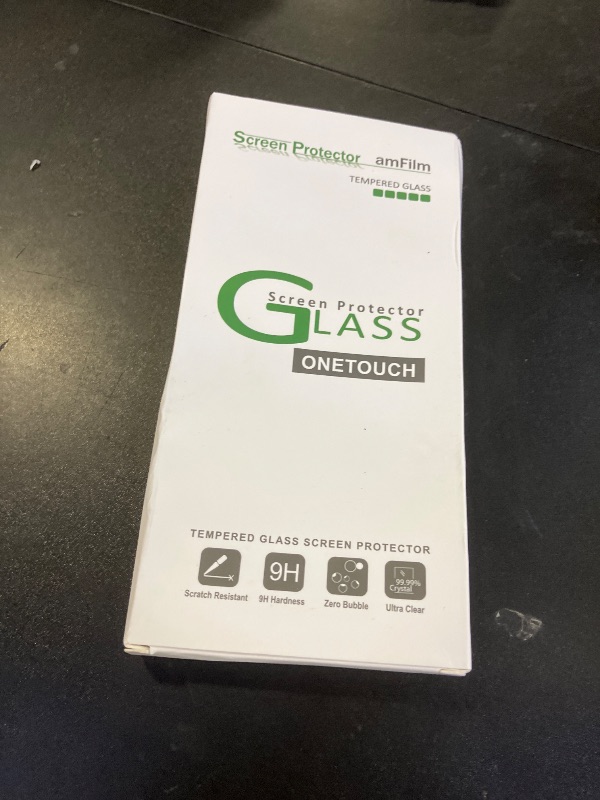 Screen Protector amFilm
TEMPERED GLASS
Screen Protector
GLASS
ONETOUCH
TEMPERED GLASS SCREEN PROTECTOR
9H
%
99.99%
Crystal
Scratch Resistant 9H Hardness Zero Bubble Ultra Clear